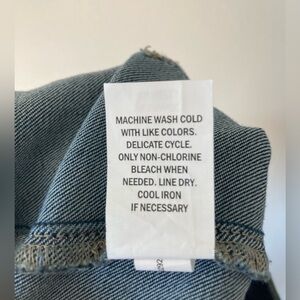 MACHINE WASH COLD
WITH LIKE COLORS.
DELICATE CYCLE.
ONLY NON-CHLORINE
BLEACH WHEN
NEEDED. LINE DRY.
COOL IRON
IF NECESSARY